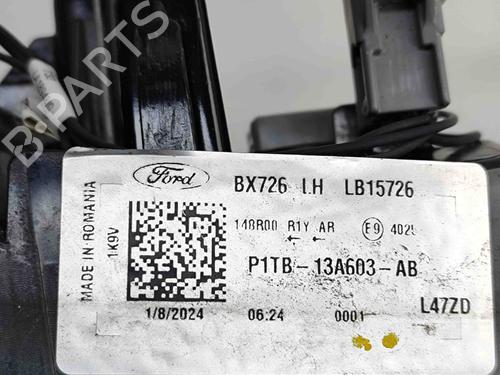 B-PARTS
Ford
BX726 LH LB15726
148R00 R1Y AR E9 4025
P1TB-13A603-AB
L47ZD
1/8/2024 06:24 0001
MADE IN ROMANIA
1K9V